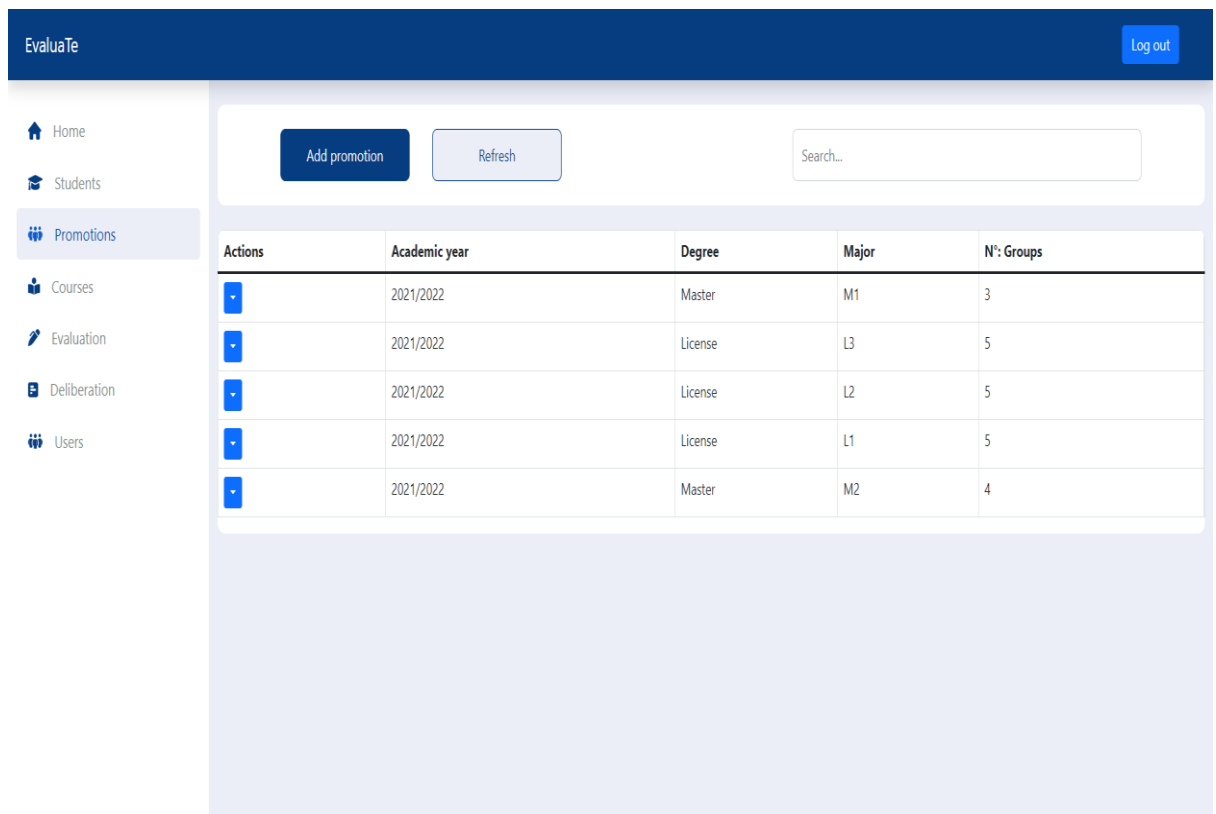 EvaluaTe
Log out
Home
Students
Promotions
Courses
Evaluation
Deliberation
Users
Add promotion
Refresh
Search...
Actions Academic year Degree Major N°: Groups
2021/2022 Master M1 3
2021/2022 License L3 5
2021/2022 License L2 5
2021/2022 License L1 5
2021/2022 Master M2 4